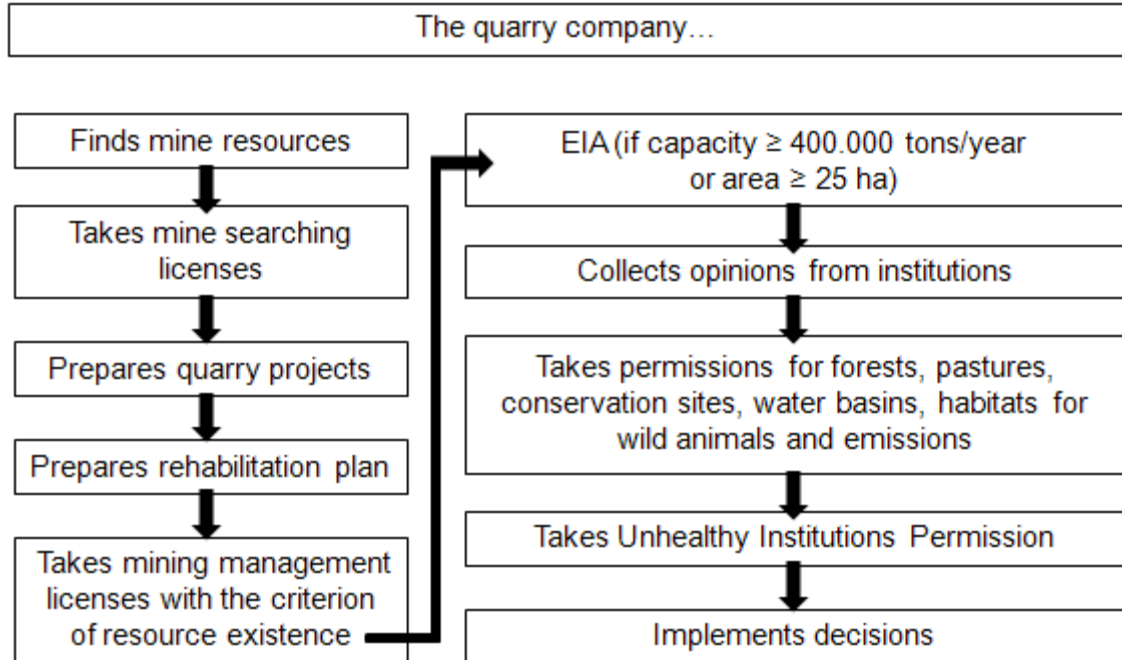 The quarry company...
Finds mine resources
Takes mine searching
licenses
Prepares quarry projects
Prepares rehabilitation plan
Takes mining management
licenses with the criterion
of resource existence
EIA (if capacity ≥ 400.000 tons/year
or area ≥ 25 ha)
Collects opinions from institutions
Takes permissions for forests, pastures,
conservation sites, water basins, habitats for
wild animals and emissions
Takes Unhealthy Institutions Permission
Implements decisions